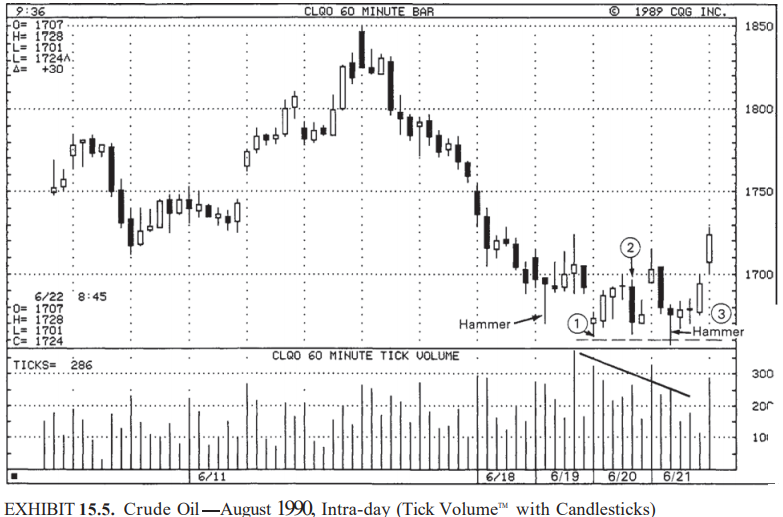 9:36 CLQO 60 MINUTE BAR © 1989 CQG INC.
O= 1707
H= 1728
L= 1701
L= 1724^
Δ= +30
1850
1800
1750
1700
6/22 8:45
O= 1707
H= 1728
L= 1701
C= 1724
Hammer
1
2
3
Hammer
CLQO 60 MINUTE TICK VOLUME
TICKS= 286
300
200
100
6/11 6/18 6/19 6/20 6/21
EXHIBIT 15.5. Crude Oil—August 1990, Intra-day (Tick Volume™ with Candlesticks)